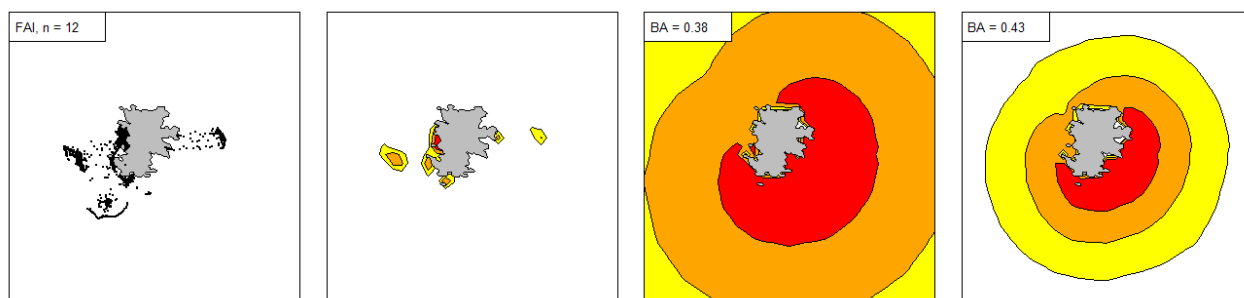 FAI, n = 12
BA = 0.38
BA = 0.43